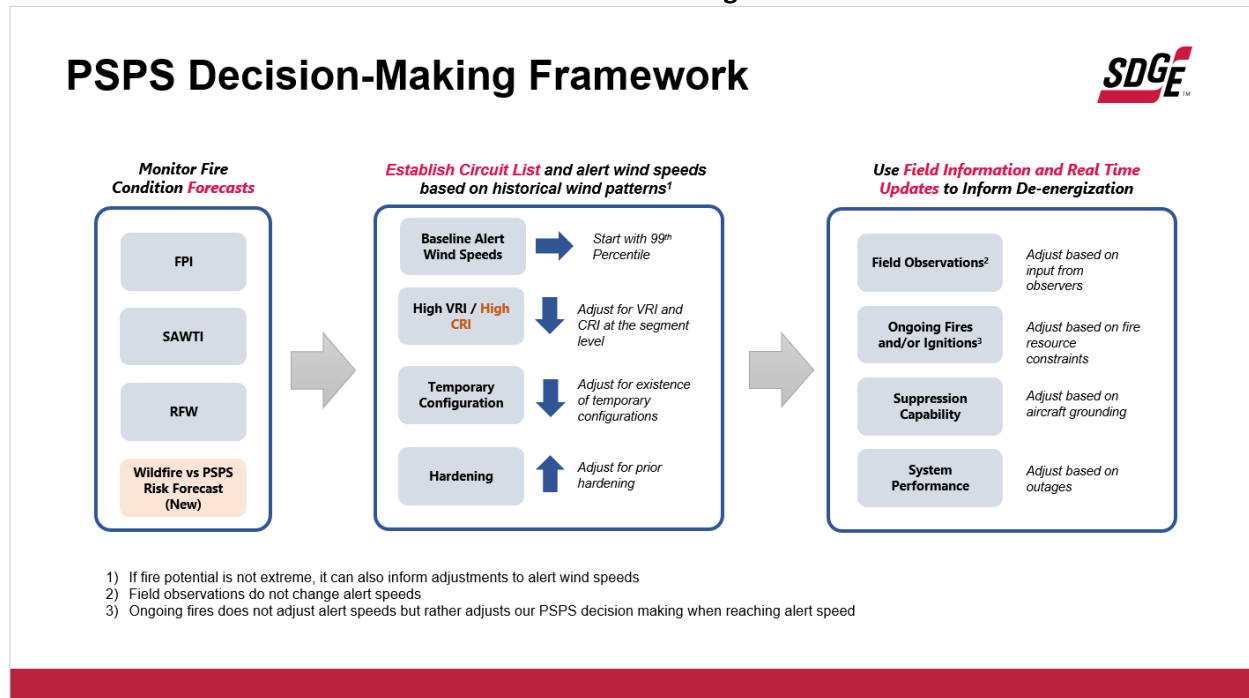 PSPS Decision-Making Framework
SDGE™
Monitor Fire
Condition Forecasts
FPI
SAWTI
RFW
Wildfire vs PSPS
Risk Forecast
(New)
Establish Circuit List and alert wind speeds
based on historical wind patterns¹
Baseline Alert
Wind Speeds
Start with 99th
Percentile
High VRI / High
CRI
Adjust for VRI and
CRI at the segment
level
Temporary
Configuration
Adjust for existence
of temporary
configurations
Hardening
Adjust for prior
hardening
Use Field Information and Real Time
Updates to Inform De-energization
Field Observations²
Adjust based on
input from
observers
Ongoing Fires
and/or Ignitions³
Adjust based on fire
resource
constraints
Suppression
Capability
Adjust based on
aircraft grounding
System
Performance
Adjust based on
outages
1) If fire potential is not extreme, it can also inform adjustments to alert wind speeds
2) Field observations do not change alert speeds
3) Ongoing fires does not adjust alert speeds but rather adjusts our PSPS decision making when reaching alert speed